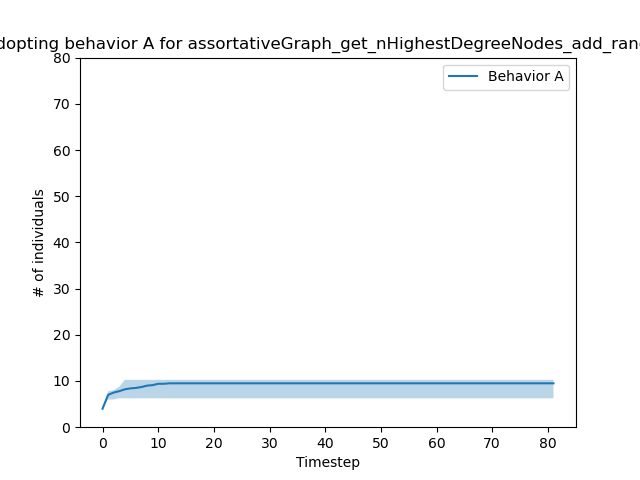 dopting behavior A for assortativeGraph_get_nHighestDegreeNodes_add_ran
80
70
60
50
40
30
20
10
0
# of individuals
Behavior A
0 10 20 30 40 50 60 70 80
Timestep